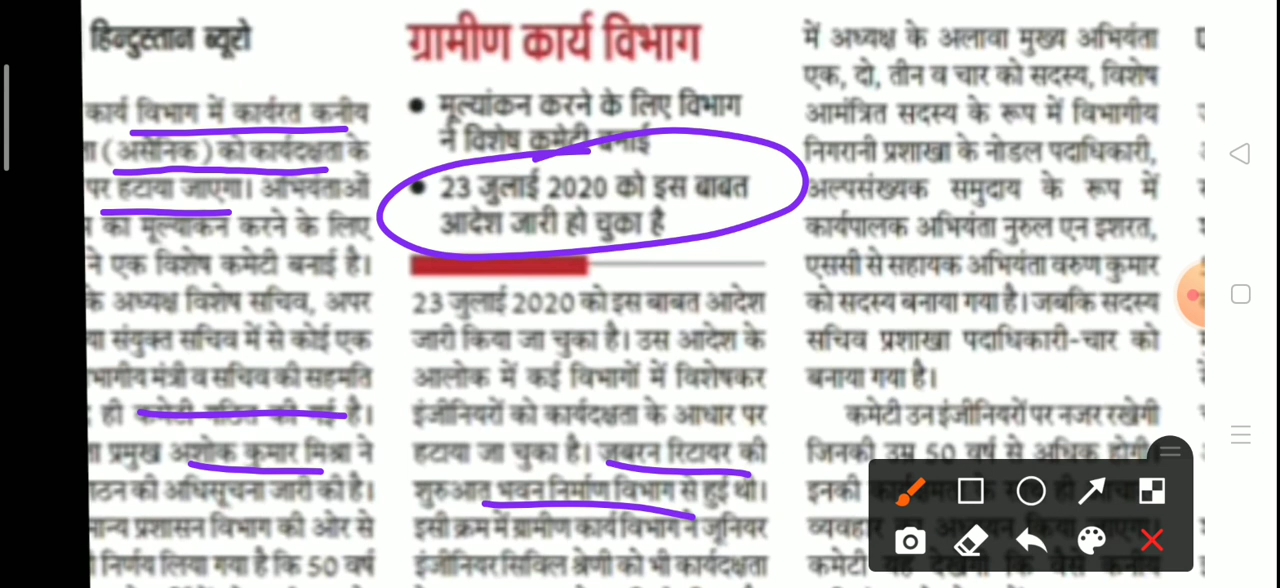 हिन्दुस्तान ब्यूरो
कार्य विभाग में कार्यरत कनीय
(असैनिक) को कार्यदक्षता के
पर हटाया जाएगा। अभियंताओं
का मूल्यांकन करने के लिए
ने एक विशेष कमेटी बनाई है।
के अध्यक्ष विशेष सचिव, अपर
या संयुक्त सचिव में से कोई एक
भागीय मंत्री व सचिव की सहमति
ही कमेटी गठित की गई है।
प्रमुख अशोक कुमार मिश्रा ने
गठन की अधिसूचना जारी की है।
मान्य प्रशासन विभाग की ओर से
निर्णय लिया गया है कि 50 वर्ष
ग्रामीण कार्य विभाग
● मूल्यांकन करने के लिए विभाग
ने विशेष कमेटी बनाई
● 23 जुलाई 2020 को इस बाबत
आदेश जारी हो चुका है
23 जुलाई 2020 को इस बाबत आदेश
जारी किया जा चुका है। उस आदेश के
आलोक में कई विभागों में विशेषकर
इंजीनियरों को कार्यदक्षता के आधार पर
हटाया जा चुका है। जबरन रिटायर की
शुरुआत भवन निर्माण विभाग से हुई थी।
इसी क्रम में ग्रामीण कार्य विभाग ने जूनियर
इंजीनियर सिविल श्रेणी को भी कार्यदक्षता
में अध्यक्ष के अलावा मुख्य अभियंता
एक, दो, तीन व चार को सदस्य, विशेष
आमंत्रित सदस्य के रूप में विभागीय
निगरानी प्रशाखा के नोडल पदाधिकारी,
अल्पसंख्यक समुदाय के रूप में
कार्यपालक अभियंता नुरुल एन इशरत,
एससी से सहायक अभियंता वरुण कुमार
को सदस्य बनाया गया है। जबकि सदस्य
सचिव प्रशाखा पदाधिकारी-चार को
बनाया गया है।
कमेटी उन इंजीनियरों पर नजर रखेगी
जिनकी उम्र 50 वर्ष से अधिक होगी।
इनकी
व्यवहार
कमेटी